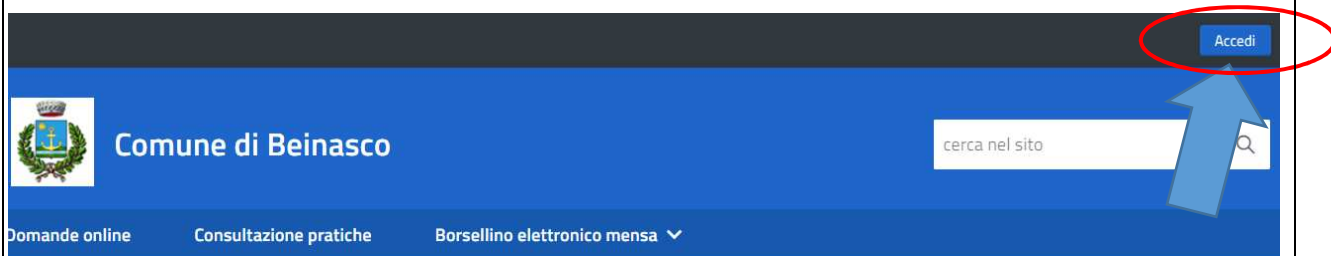 Accedi
Comune di Beinasco
cerca nel sito
Domande online Consultazione pratiche Borsellino elettronico mensa